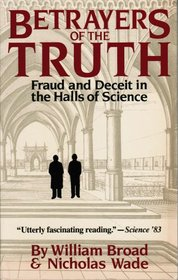 BETRAYERS
OF THE
TRUTH
Fraud and Deceit in
the Halls of Science
"Utterly fascinating reading."—Science '83
By William Broad
& Nicholas Wade